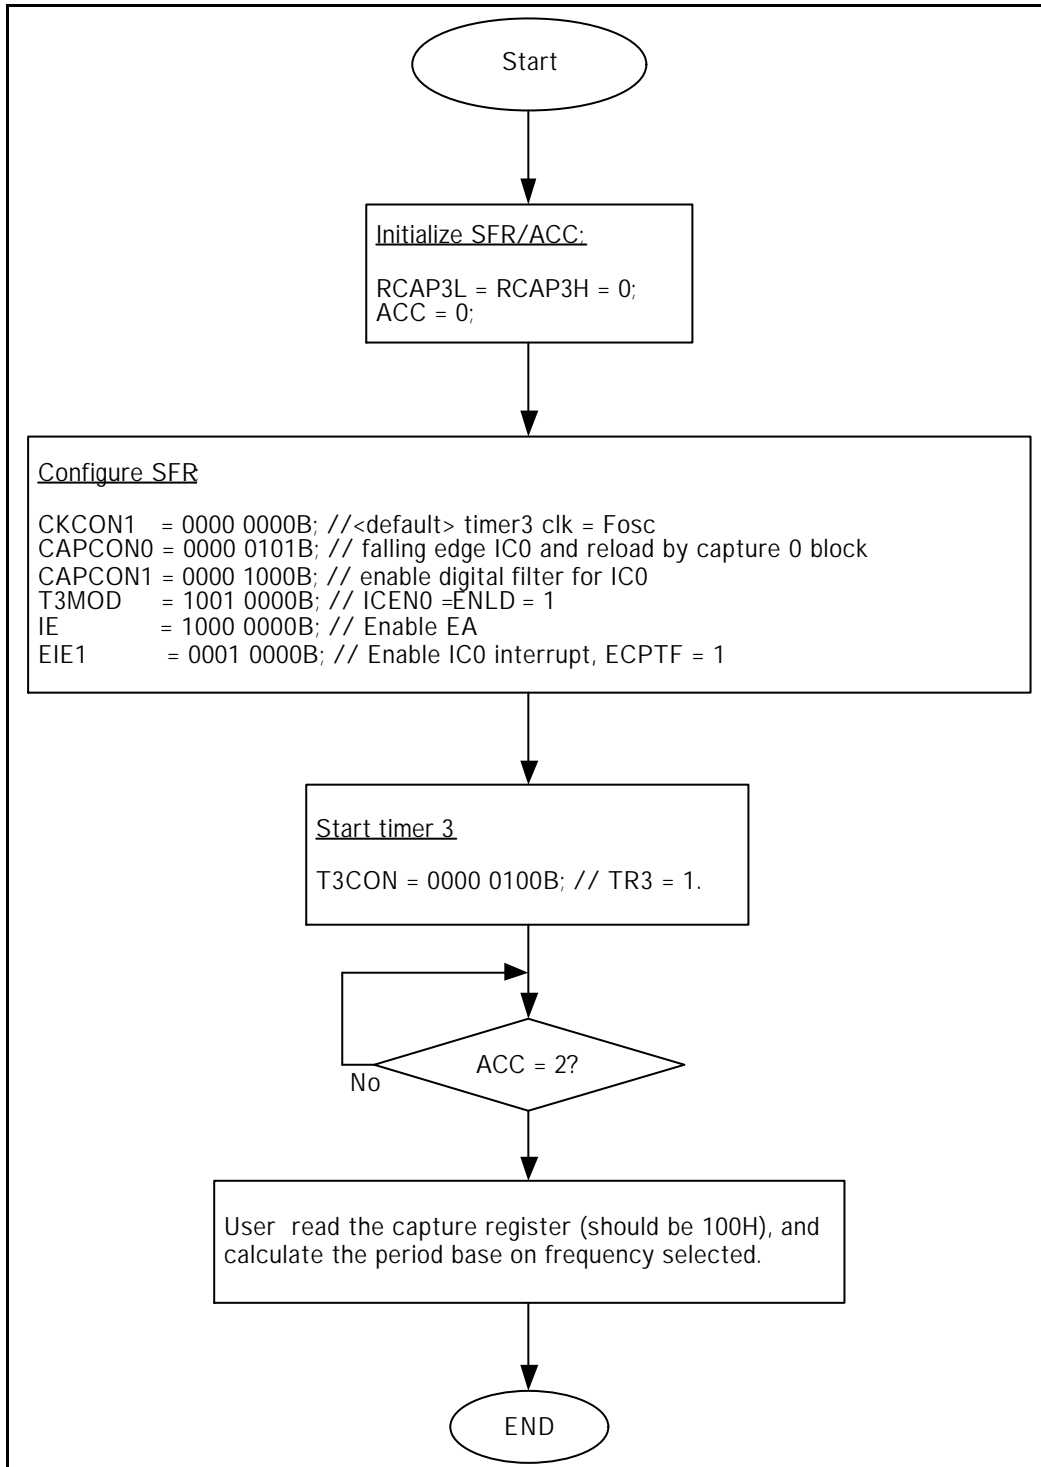 Start
Initialize SFR/ACC;
RCAP3L = RCAP3H = 0;
ACC = 0;
Configure SFR;
CKCON1 = 0000 0000B; //<default> timer3 clk = Fosc
CAPCON0 = 0000 0101B; // falling edge IC0 and reload by capture 0 block
CAPCON1 = 0000 1000B; // enable digital filter for IC0
T3MOD = 1001 0000B; // ICEN0 =ENLD = 1
IE = 1000 0000B; // Enable EA
EIE1 = 0001 0000B; // Enable IC0 interrupt, ECPTF = 1
Start timer 3
T3CON = 0000 0100B; // TR3 = 1.
ACC = 2?
No
User read the capture register (should be 100H), and
calculate the period base on frequency selected.
END